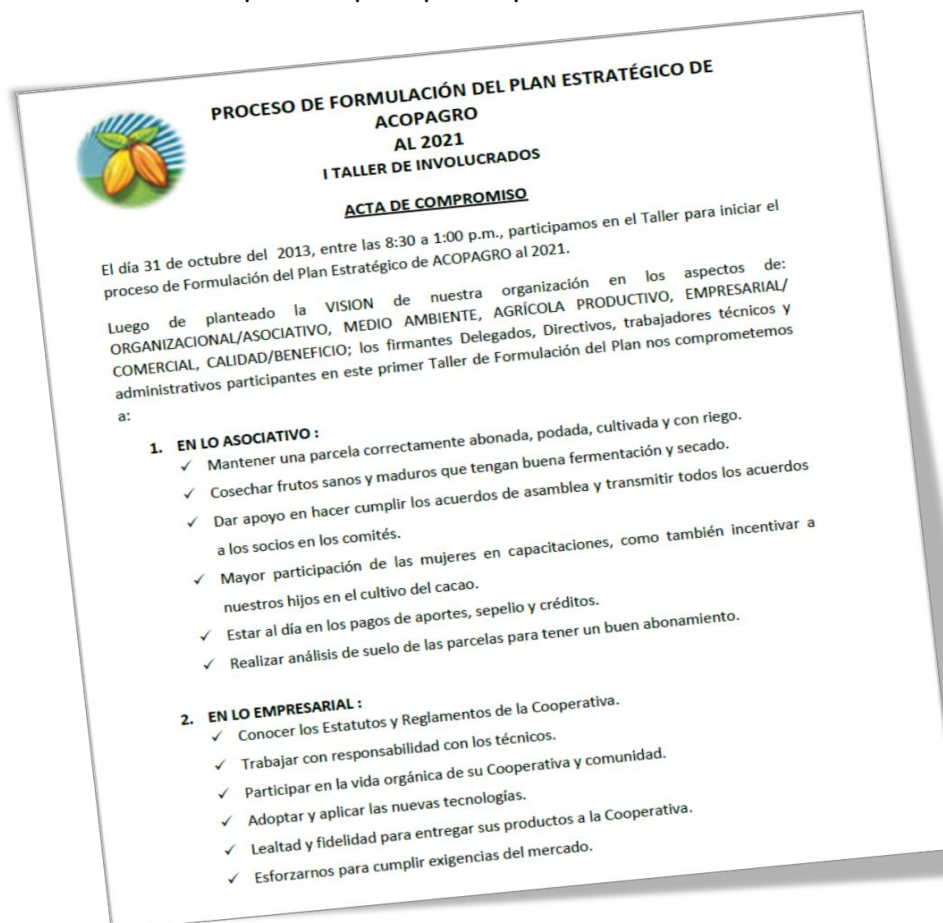 PROCESO DE FORMULACIÓN DEL PLAN ESTRATÉGICO DE
ACOPAGRO
AL 2021
I TALLER DE INVOLUCRADOS
ACTA DE COMPROMISO
El día 31 de octubre del 2013, entre las 8:30 a 1:00 p.m., participamos en el Taller para iniciar el
proceso de Formulación del Plan Estratégico de ACOPAGRO al 2021.
Luego de planteado la VISION de nuestra organización en los aspectos de:
ORGANIZACIONAL/ASOCIATIVO, MEDIO AMBIENTE, AGRÍCOLA PRODUCTIVO, EMPRESARIAL/
COMERCIAL, CALIDAD/BENEFICIO; los firmantes Delegados, Directivos, trabajadores técnicos y
administrativos participantes en este primer Taller de Formulación del Plan nos comprometemos
a:
1. EN LO ASOCIATIVO :
✓ Mantener una parcela correctamente abonada, podada, cultivada y con riego.
✓ Cosechar frutos sanos y maduros que tengan buena fermentación y secado.
✓ Dar apoyo en hacer cumplir los acuerdos de asamblea y transmitir todos los acuerdos
a los socios en los comités.
✓ Mayor participación de las mujeres en capacitaciones, como también incentivar a
nuestros hijos en el cultivo del cacao.
✓ Estar al día en los pagos de aportes, sepelio y créditos.
✓ Realizar análisis de suelo de las parcelas para tener un buen abonamiento.
2. EN LO EMPRESARIAL :
✓ Conocer los Estatutos y Reglamentos de la Cooperativa.
✓ Trabajar con responsabilidad con los técnicos.
✓ Participar en la vida orgánica de su Cooperativa y comunidad.
✓ Adoptar y aplicar las nuevas tecnologías.
✓ Lealtad y fidelidad para entregar sus productos a la Cooperativa.
✓ Esforzarnos para cumplir exigencias del mercado.